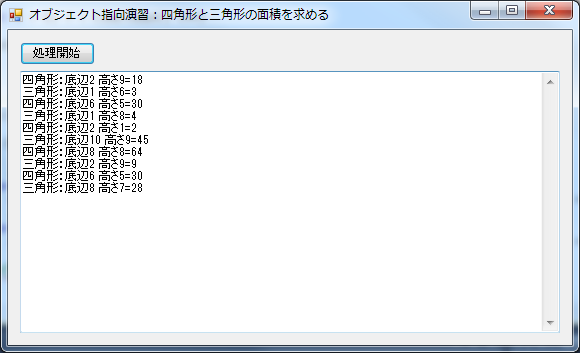 オブジェクト指向演習：四角形と三角形の面積を求める
処理開始
四角形：底辺2 高さ9=18
三角形：底辺1 高さ6=3
四角形：底辺6 高さ5=30
三角形：底辺1 高さ8=4
四角形：底辺2 高さ1=2
三角形：底辺10 高さ9=45
四角形：底辺8 高さ8=64
三角形：底辺2 高さ9=9
四角形：底辺6 高さ5=30
三角形：底辺8 高さ7=28